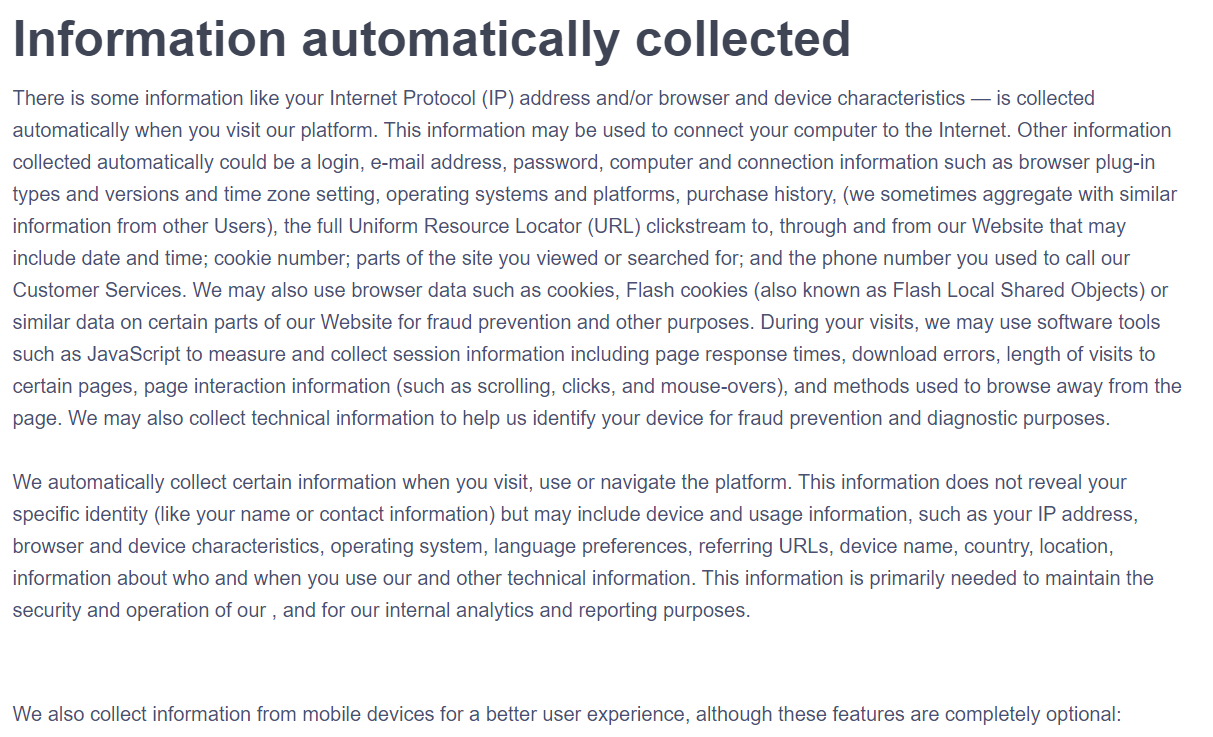 Information automatically collected
There is some information like your Internet Protocol (IP) address and/or browser and device characteristics — is collected
automatically when you visit our platform. This information may be used to connect your computer to the Internet. Other information
collected automatically could be a login, e-mail address, password, computer and connection information such as browser plug-in
types and versions and time zone setting, operating systems and platforms, purchase history, (we sometimes aggregate with similar
information from other Users), the full Uniform Resource Locator (URL) clickstream to, through and from our Website that may
include date and time; cookie number; parts of the site you viewed or searched for; and the phone number you used to call our
Customer Services. We may also use browser data such as cookies, Flash cookies (also known as Flash Local Shared Objects) or
similar data on certain parts of our Website for fraud prevention and other purposes. During your visits, we may use software tools
such as JavaScript to measure and collect session information including page response times, download errors, length of visits to
certain pages, page interaction information (such as scrolling, clicks, and mouse-overs), and methods used to browse away from the
page. We may also collect technical information to help us identify your device for fraud prevention and diagnostic purposes.
We automatically collect certain information when you visit, use or navigate the platform. This information does not reveal your
specific identity (like your name or contact information) but may include device and usage information, such as your IP address,
browser and device characteristics, operating system, language preferences, referring URLs, device name, country, location,
information about who and when you use our and other technical information. This information is primarily needed to maintain the
security and operation of our , and for our internal analytics and reporting purposes.
We also collect information from mobile devices for a better user experience, although these features are completely optional: